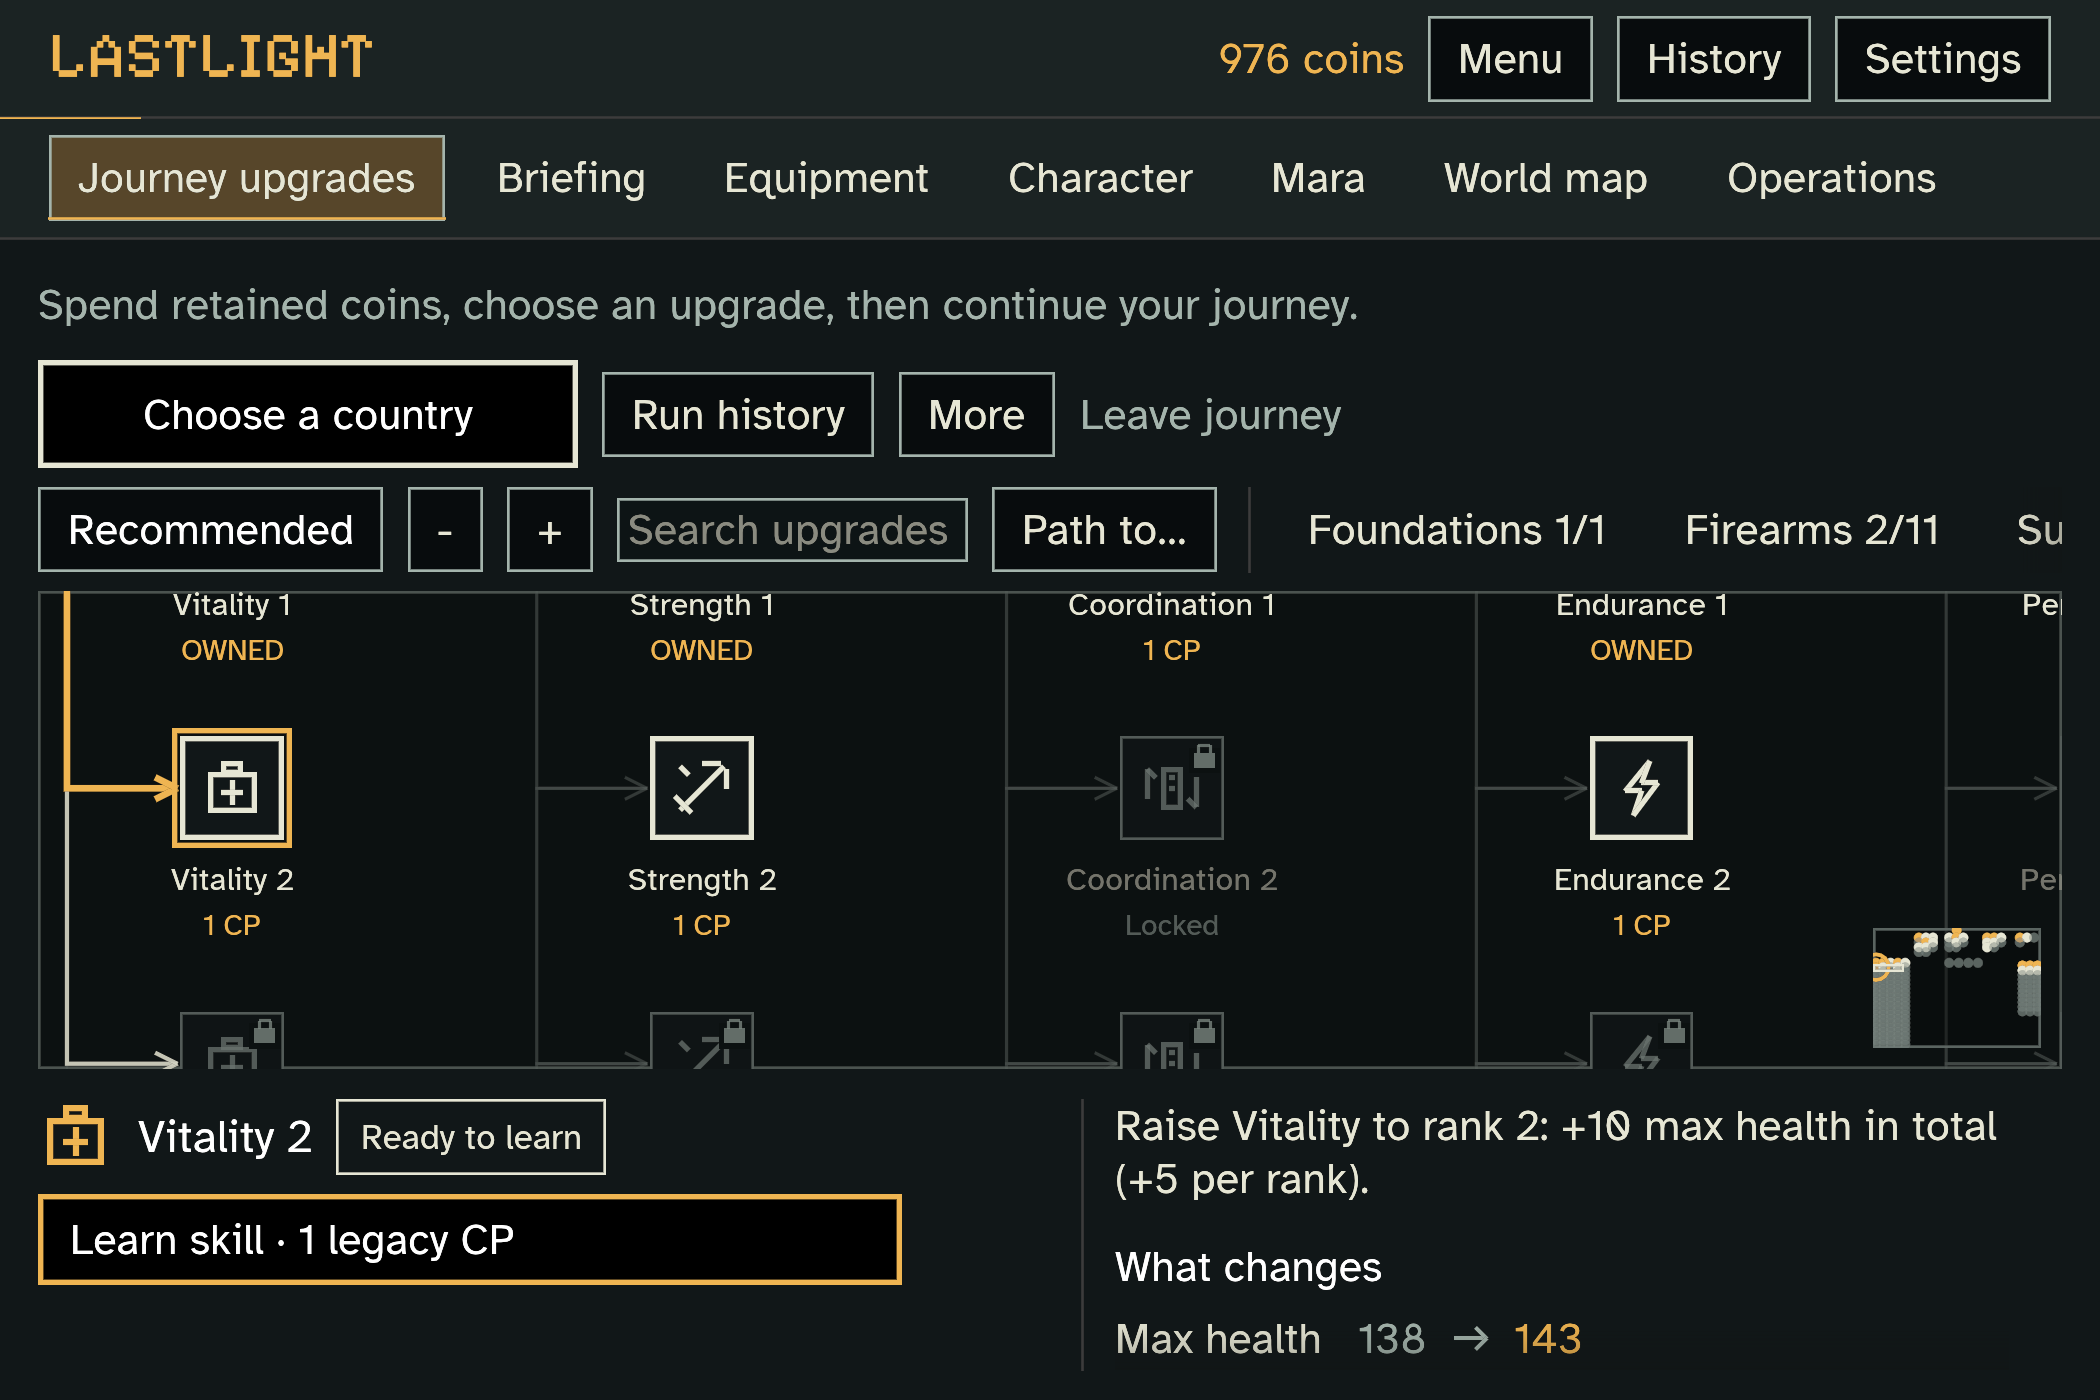 LASTLIGHT
976 coins Menu History Settings
Journey upgrades Briefing Equipment Character Mara World map Operations
Spend retained coins, choose an upgrade, then continue your journey.
Choose a country Run history More Leave journey
Recommended - + Search upgrades Path to... Foundations 1/1 Firearms 2/11 Su
Vitality 1 Strength 1 Coordination 1 Endurance 1 Per
OWNED OWNED 1 CP OWNED
Vitality 2 Strength 2 Coordination 2 Endurance 2 Per
1 CP 1 CP Locked 1 CP
Vitality 2 Ready to learn
Learn skill · 1 legacy CP
Raise Vitality to rank 2: +10 max health in total
(+5 per rank).
What changes
Max health 138 → 143